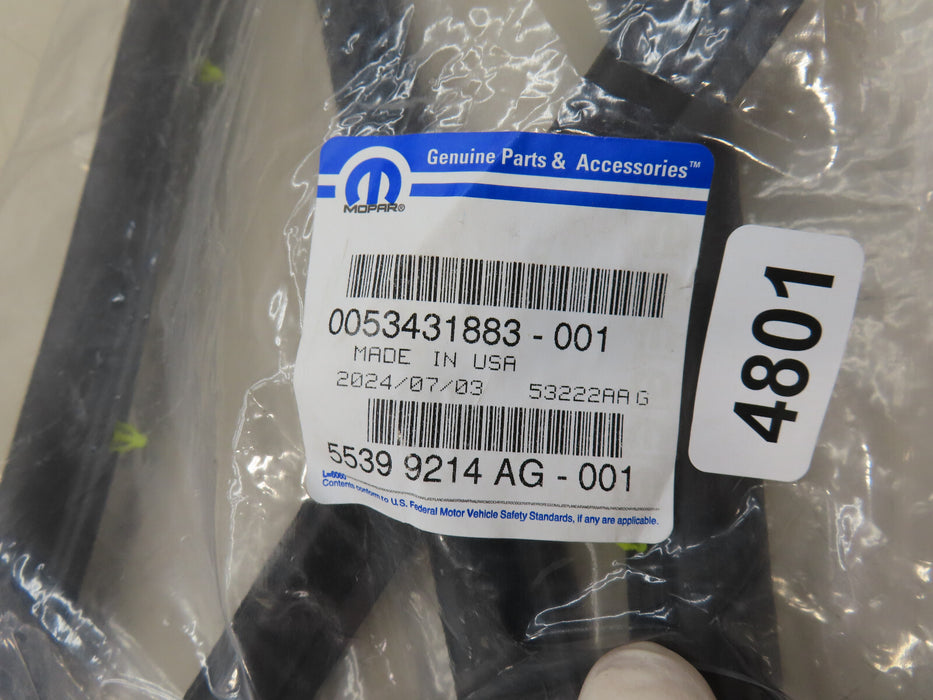 Genuine Parts & Accessories™
MOPAR®
0053431883-001
MADE IN USA
2024/07/03 53222AA G
5539 9214 AG-001
L=6060
Contents conform to U.S. Federal Motor Vehicle Safety Standards, if any are applicable.
4801